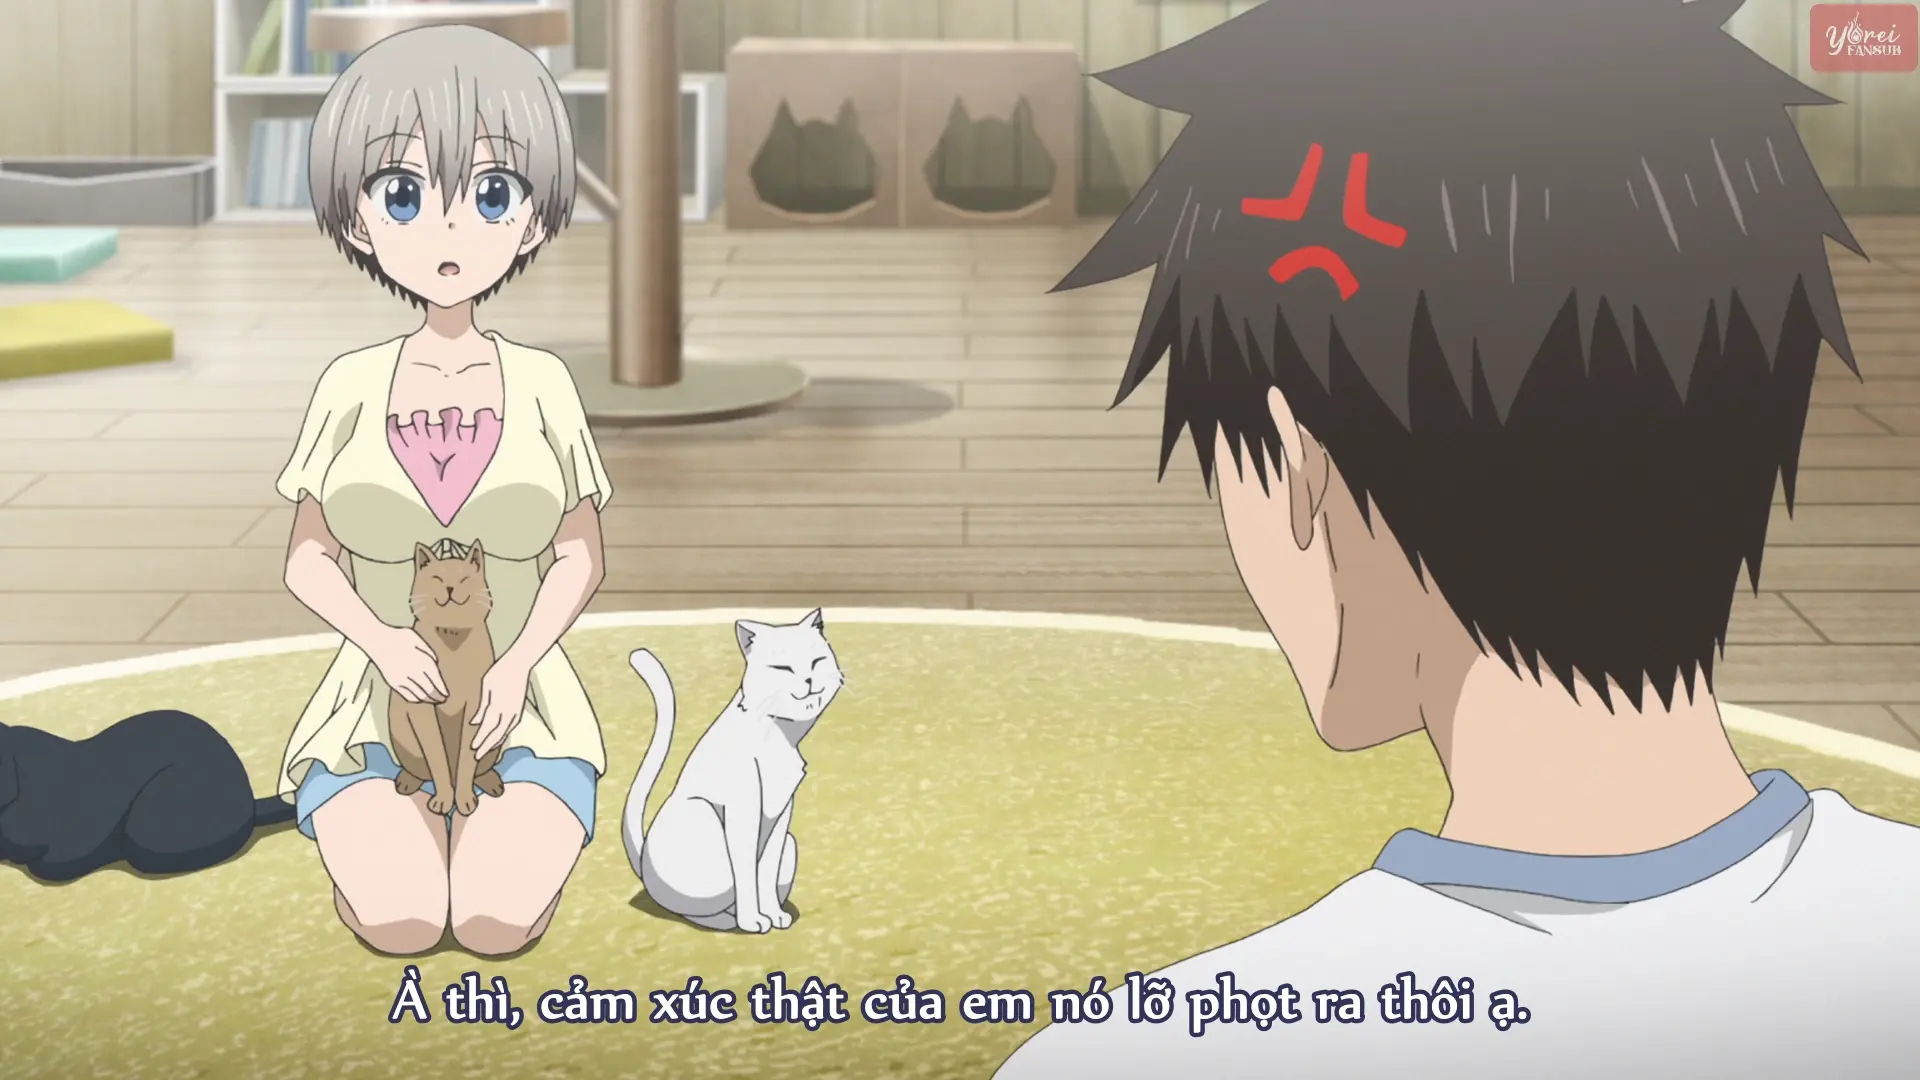 Yorei
FANSUB
À thì, cảm xúc thật của em nó lỡ phọt ra thôi ạ.